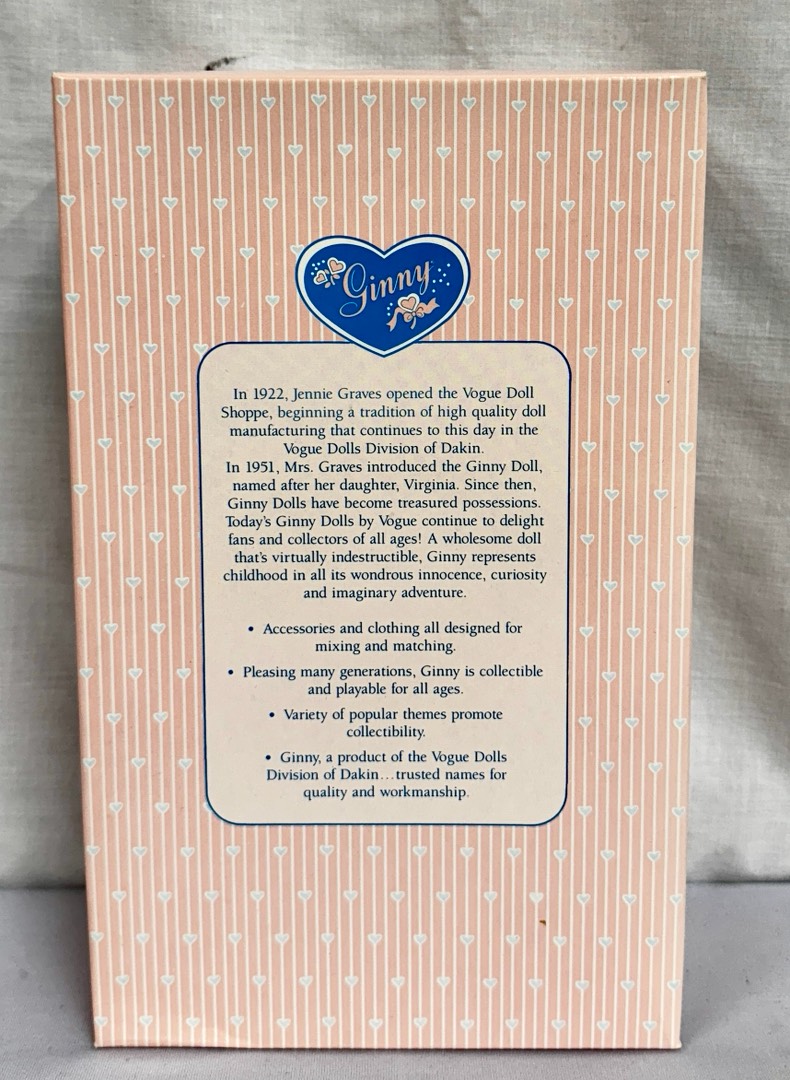 Ginny
In 1922, Jennie Graves opened the Vogue Doll
Shoppe, beginning a tradition of high quality doll
manufacturing that continues to this day in the
Vogue Dolls Division of Dakin.
In 1951, Mrs. Graves introduced the Ginny Doll,
named after her daughter, Virginia. Since then,
Ginny Dolls have become treasured possessions.
Today's Ginny Dolls by Vogue continue to delight
fans and collectors of all ages! A wholesome doll
that's virtually indestructible, Ginny represents
childhood in all its wondrous innocence, curiosity
and imaginary adventure.
• Accessories and clothing all designed for
mixing and matching.
• Pleasing many generations, Ginny is collectible
and playable for all ages.
• Variety of popular themes promote
collectibility.
• Ginny, a product of the Vogue Dolls
Division of Dakin...trusted names for
quality and workmanship.